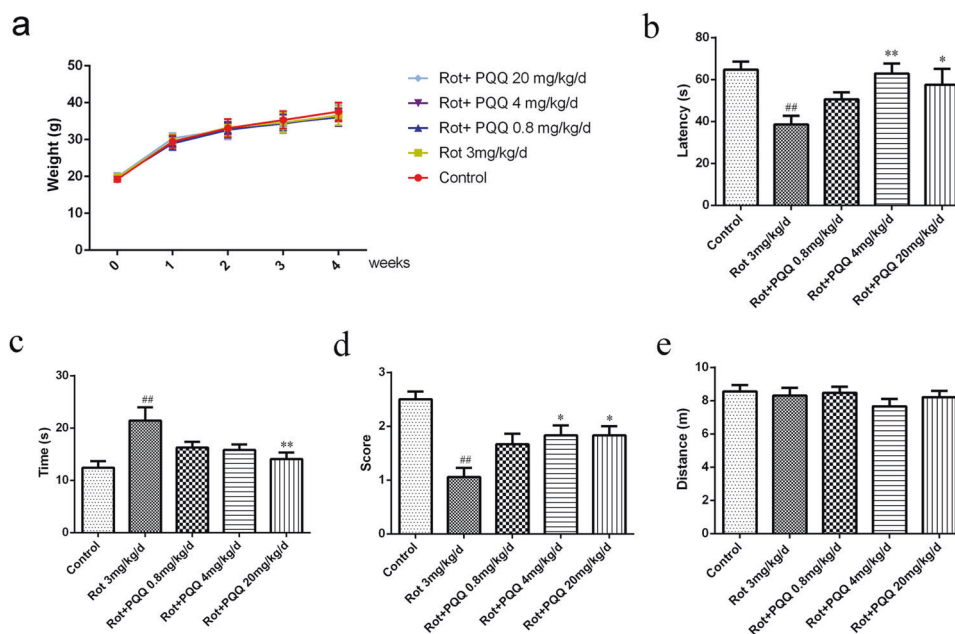 a
Weight (g)
50
40
30
20
10
0
1
2
3
4
weeks
Rot+ PQQ 20 mg/kg/d
Rot+ PQQ 4 mg/kg/d
Rot+ PQQ 0.8 mg/kg/d
Rot 3mg/kg/d
Control
b
Latency (s)
80
60
40
20
0
##
**
*
Control
Rot 3mg/kg/d
Rot+PQQ 0.8mg/kg/d
Rot+PQQ 4mg/kg/d
Rot+PQQ 20mg/kg/d
c
Time (s)
30
20
10
0
##
**
Control
Rot 3mg/kg/d
Rot+PQQ 0.8mg/kg/d
Rot+PQQ 4mg/kg/d
Rot+PQQ 20mg/kg/d
d
Score
3
2
1
0
##
*
*
Control
Rot 3mg/kg/d
Rot+PQQ 0.8mg/kg/d
Rot+PQQ 4mg/kg/d
Rot+PQQ 20mg/kg/d
e
Distance (m)
10
8
6
4
2
0
Control
Rot 3mg/kg/d
Rot+PQQ 0.8mg/kg/d
Rot+PQQ 4mg/kg/d
Rot+PQQ 20mg/kg/d